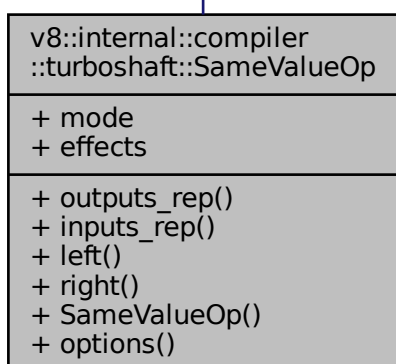 v8::internal::compiler
::turboshaft::SameValueOp
+ mode
+ effects
+ outputs_rep()
+ inputs_rep()
+ left()
+ right()
+ SameValueOp()
+ options()